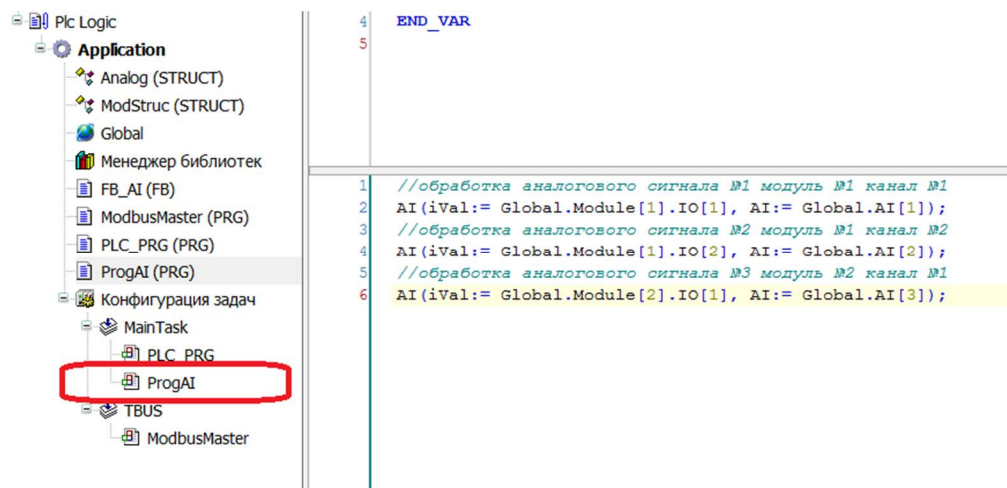 Plc Logic
Application
Analog (STRUCT)
ModStruc (STRUCT)
Global
Менеджер библиотек
FB_AI (FB)
ModbusMaster (PRG)
PLC_PRG (PRG)
ProgAI (PRG)
Конфигурация задач
MainTask
PLC_PRG
ProgAI
TBUS
ModbusMaster
4 END_VAR
5
1 //обработка аналогового сигнала №1 модуль №1 канал №1
2 AI(iVal:= Global.Module[1].IO[1], AI:= Global.AI[1]);
3 //обработка аналогового сигнала №2 модуль №1 канал №2
4 AI(iVal:= Global.Module[1].IO[2], AI:= Global.AI[2]);
5 //обработка аналогового сигнала №3 модуль №2 канал №1
6 AI(iVal:= Global.Module[2].IO[1], AI:= Global.AI[3]);